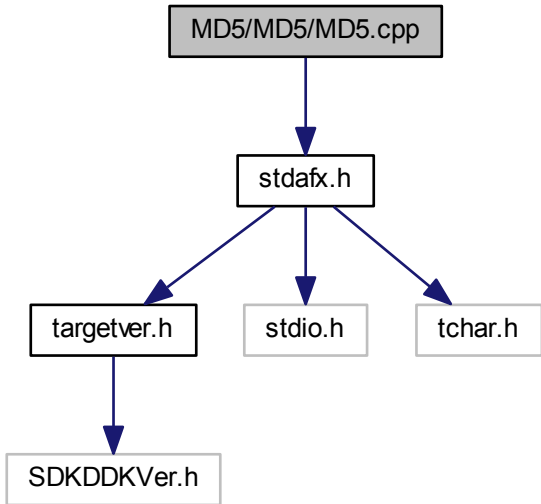 MD5/MD5/MD5.cpp
stdafx.h
targetver.h
stdio.h
tchar.h
SDKDDKVer.h